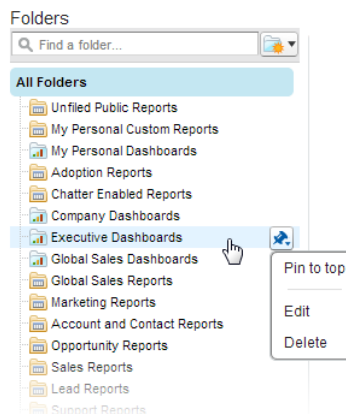 Folders
Find a folder...
All Folders
Unfiled Public Reports
My Personal Custom Reports
My Personal Dashboards
Adoption Reports
Chatter Enabled Reports
Company Dashboards
Executive Dashboards
Global Sales Dashboards
Pin to top
Global Sales Reports
Marketing Reports
Edit
Account and Contact Reports
Opportunity Reports
Delete
Sales Reports
Lead Reports
Support Reports